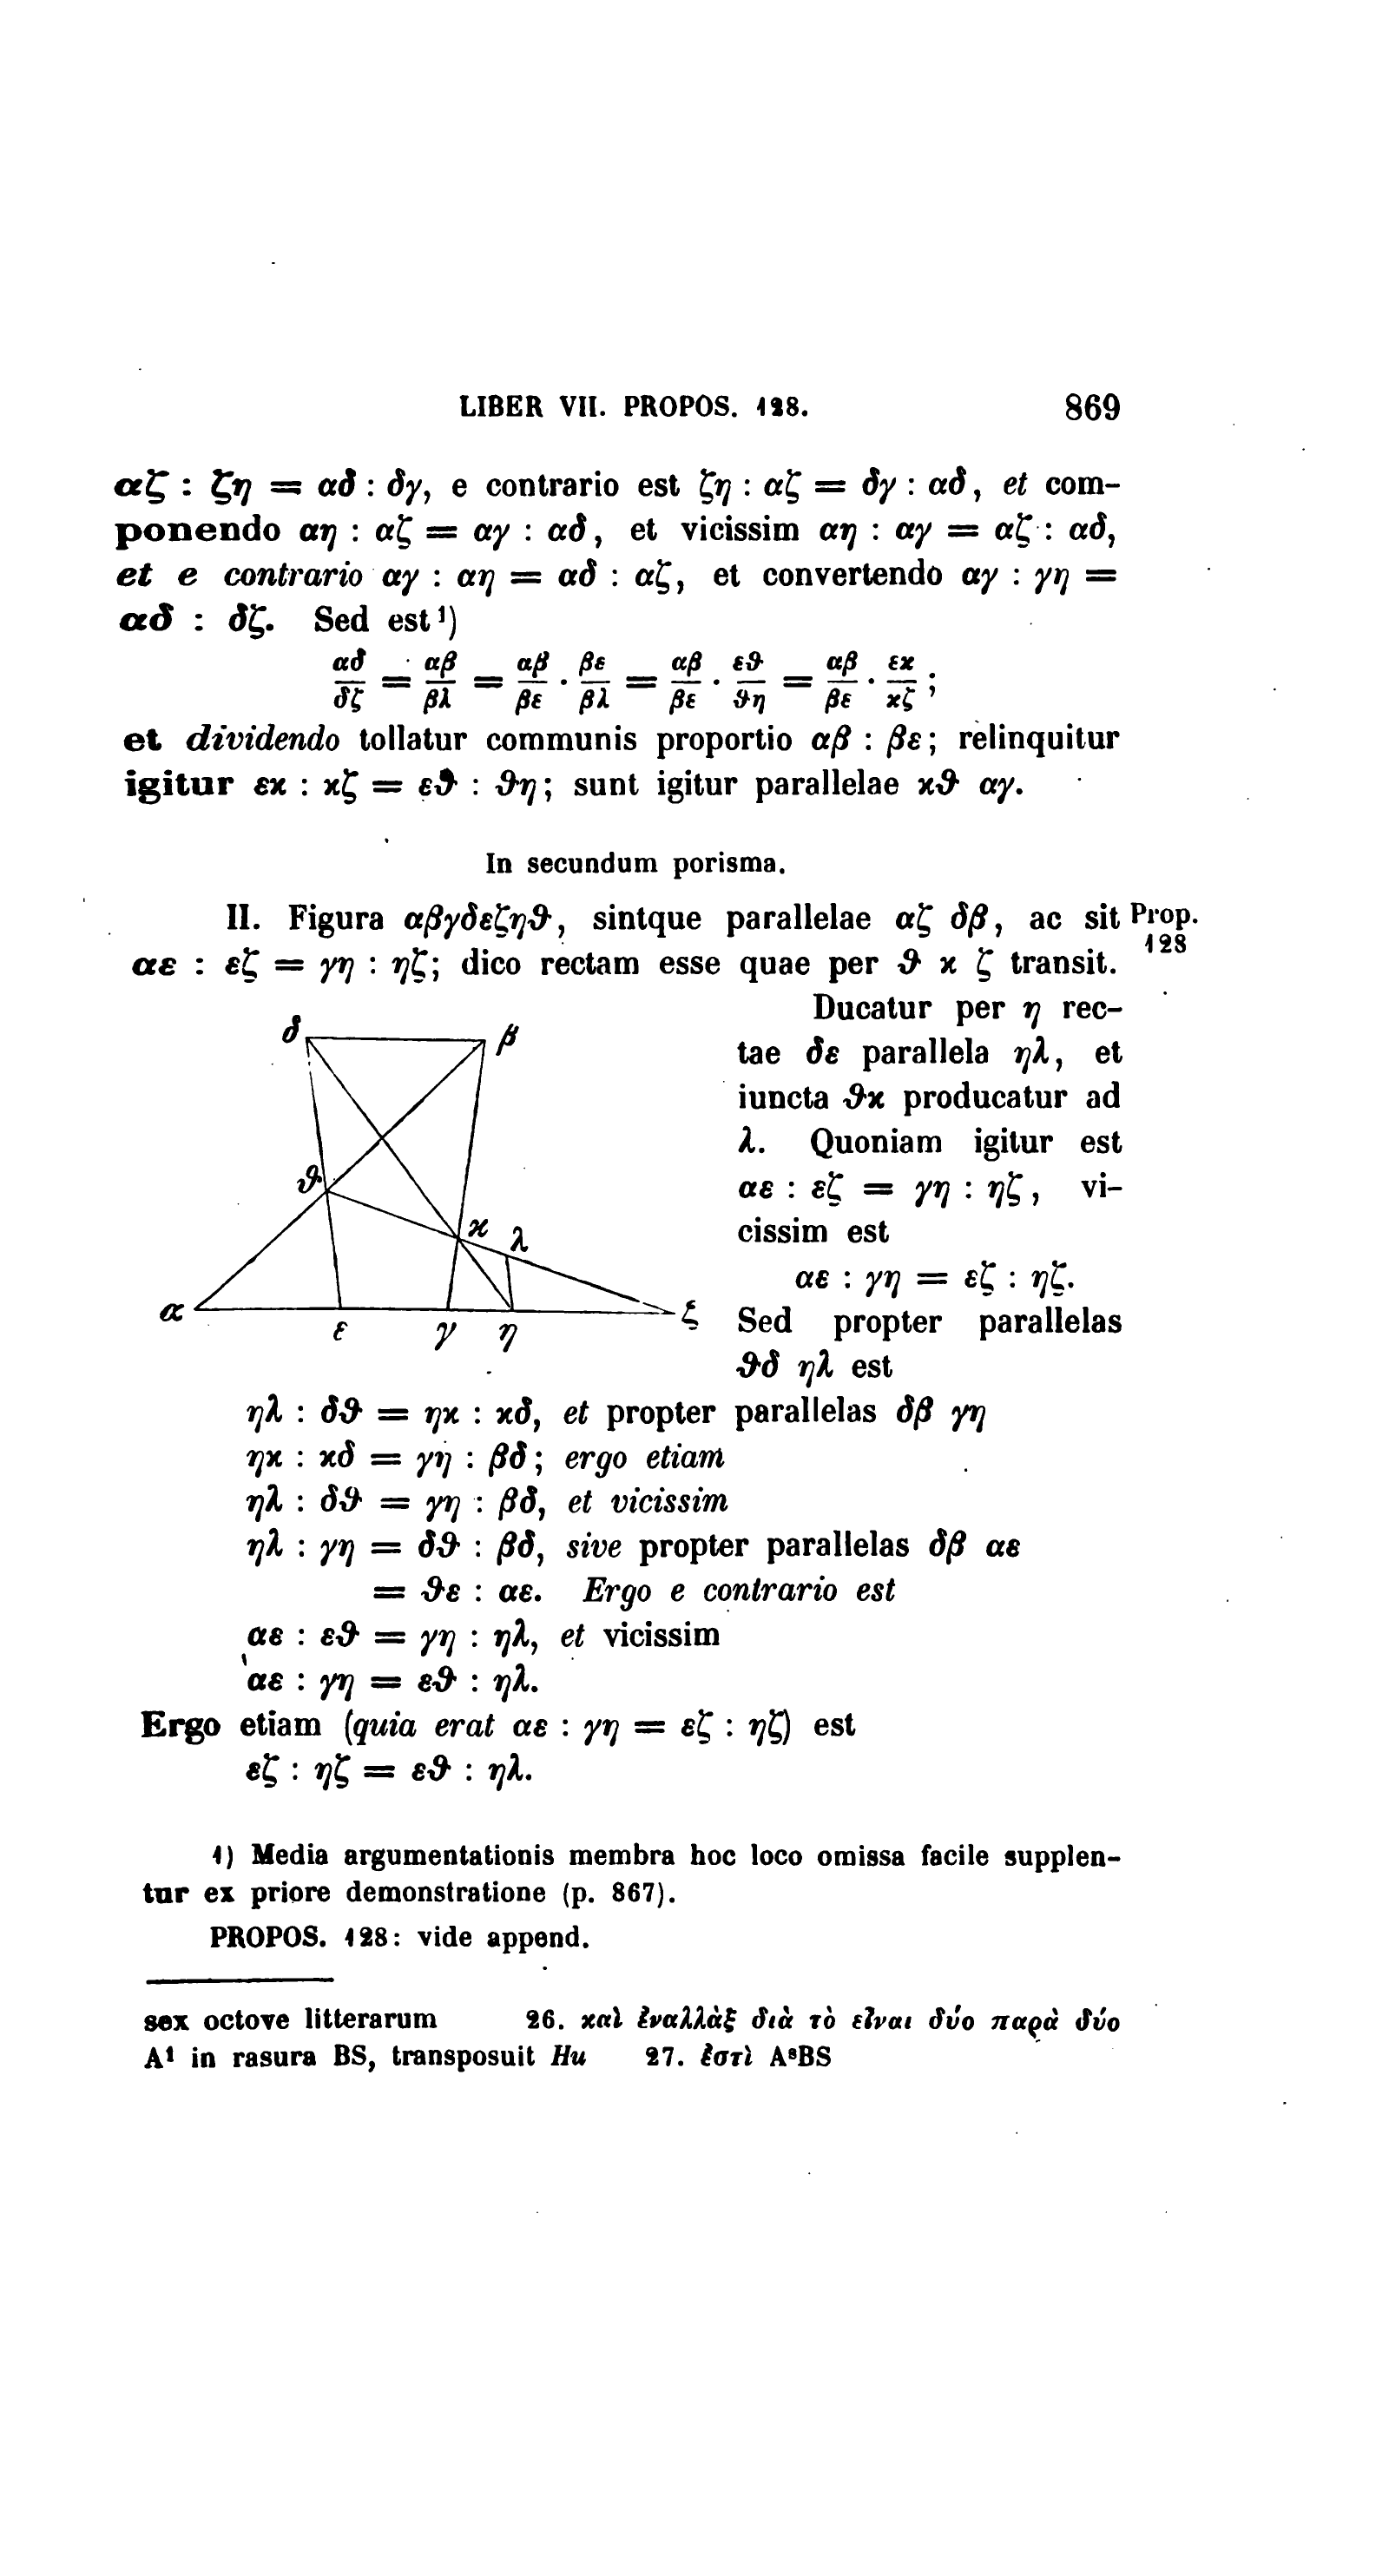 LIBER VII. PROPOS. 128. 869
αζ : ζη = αδ : δγ, e contrario est ζη : αζ = δγ : αδ, et com-
ponendo αη : αζ = αγ : αδ, et vicissim αη : αγ = αζ : αδ,
et e contrario αγ : αη = αδ : αζ, et convertendo αγ : γη =
αδ : δζ. Sed est 1)
αδ/δζ = αβ/βλ = αβ/βε · βε/βλ = αβ/βε · εϑ/ϑη = αβ/βε · εκ/κζ ;
et dividendo tollatur communis proportio αβ : βε; relinquitur
igitur εκ : κζ = εϑ : ϑη; sunt igitur parallelae κϑ αγ.
In secundum porisma.
II. Figura αβγδεζηϑ, sintque parallelae αζ δβ, ac sit Prop. 128
αε : εζ = γη : ηζ; dico rectam esse quae per ϑ κ ζ transit.
Ducatur per η rec-
tae δε parallela ηλ, et
iuncta ϑκ producatur ad
λ. Quoniam igitur est
αε : εζ = γη : ηζ, vi-
cissim est
αε : γη = εζ : ηζ.
Sed propter parallelas
ϑδ ηλ est
δ β
ϑ
κ λ
α ε γ η ζ
ηλ : δϑ = ηκ : κδ, et propter parallelas δβ γη
ηκ : κδ = γη : βδ; ergo etiam
ηλ : δϑ = γη : βδ, et vicissim
ηλ : γη = δϑ : βδ, sive propter parallelas δβ αε
= ϑε : αε. Ergo e contrario est
αε : εϑ = γη : ηλ, et vicissim
αε : γη = εϑ : ηλ.
Ergo etiam (quia erat αε : γη = εζ : ηζ) est
εζ : ηζ = εϑ : ηλ.
1) Media argumentationis membra hoc loco omissa facile supplen-
tur ex priore demonstratione (p. 867).
PROPOS. 128: vide append.
sex octove litterarum 26. καὶ ἐναλλὰξ διὰ τὸ εἶναι δύο παρὰ δύο
A¹ in rasura BS, transposuit Hu 27. ἐστὶ AˢBS